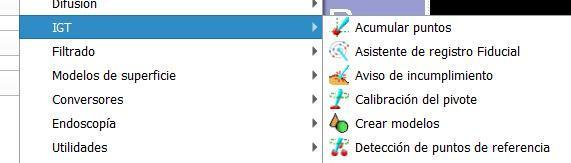 Difusión
IGT
Filtrado
Modelos de superficie
Conversores
Endoscopía
Utilidades
Acumular puntos
Asistente de registro Fiducial
Aviso de incumplimiento
Calibración del pivote
Crear modelos
Detección de puntos de referencia